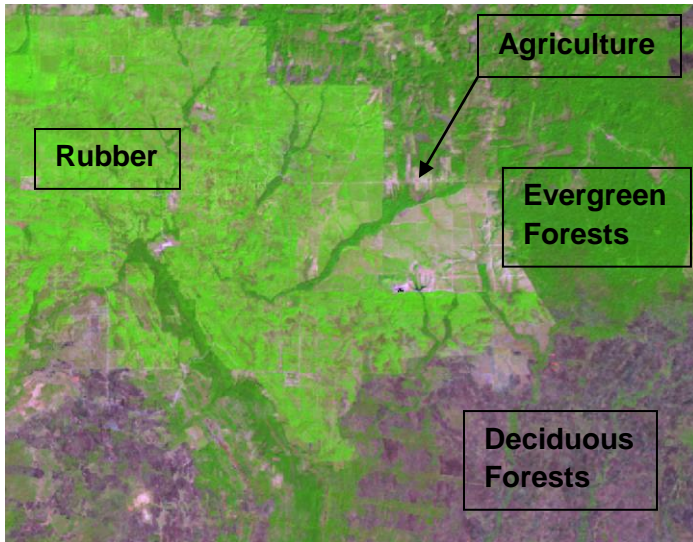 Agriculture
Rubber
Evergreen
Forests
Deciduous
Forests